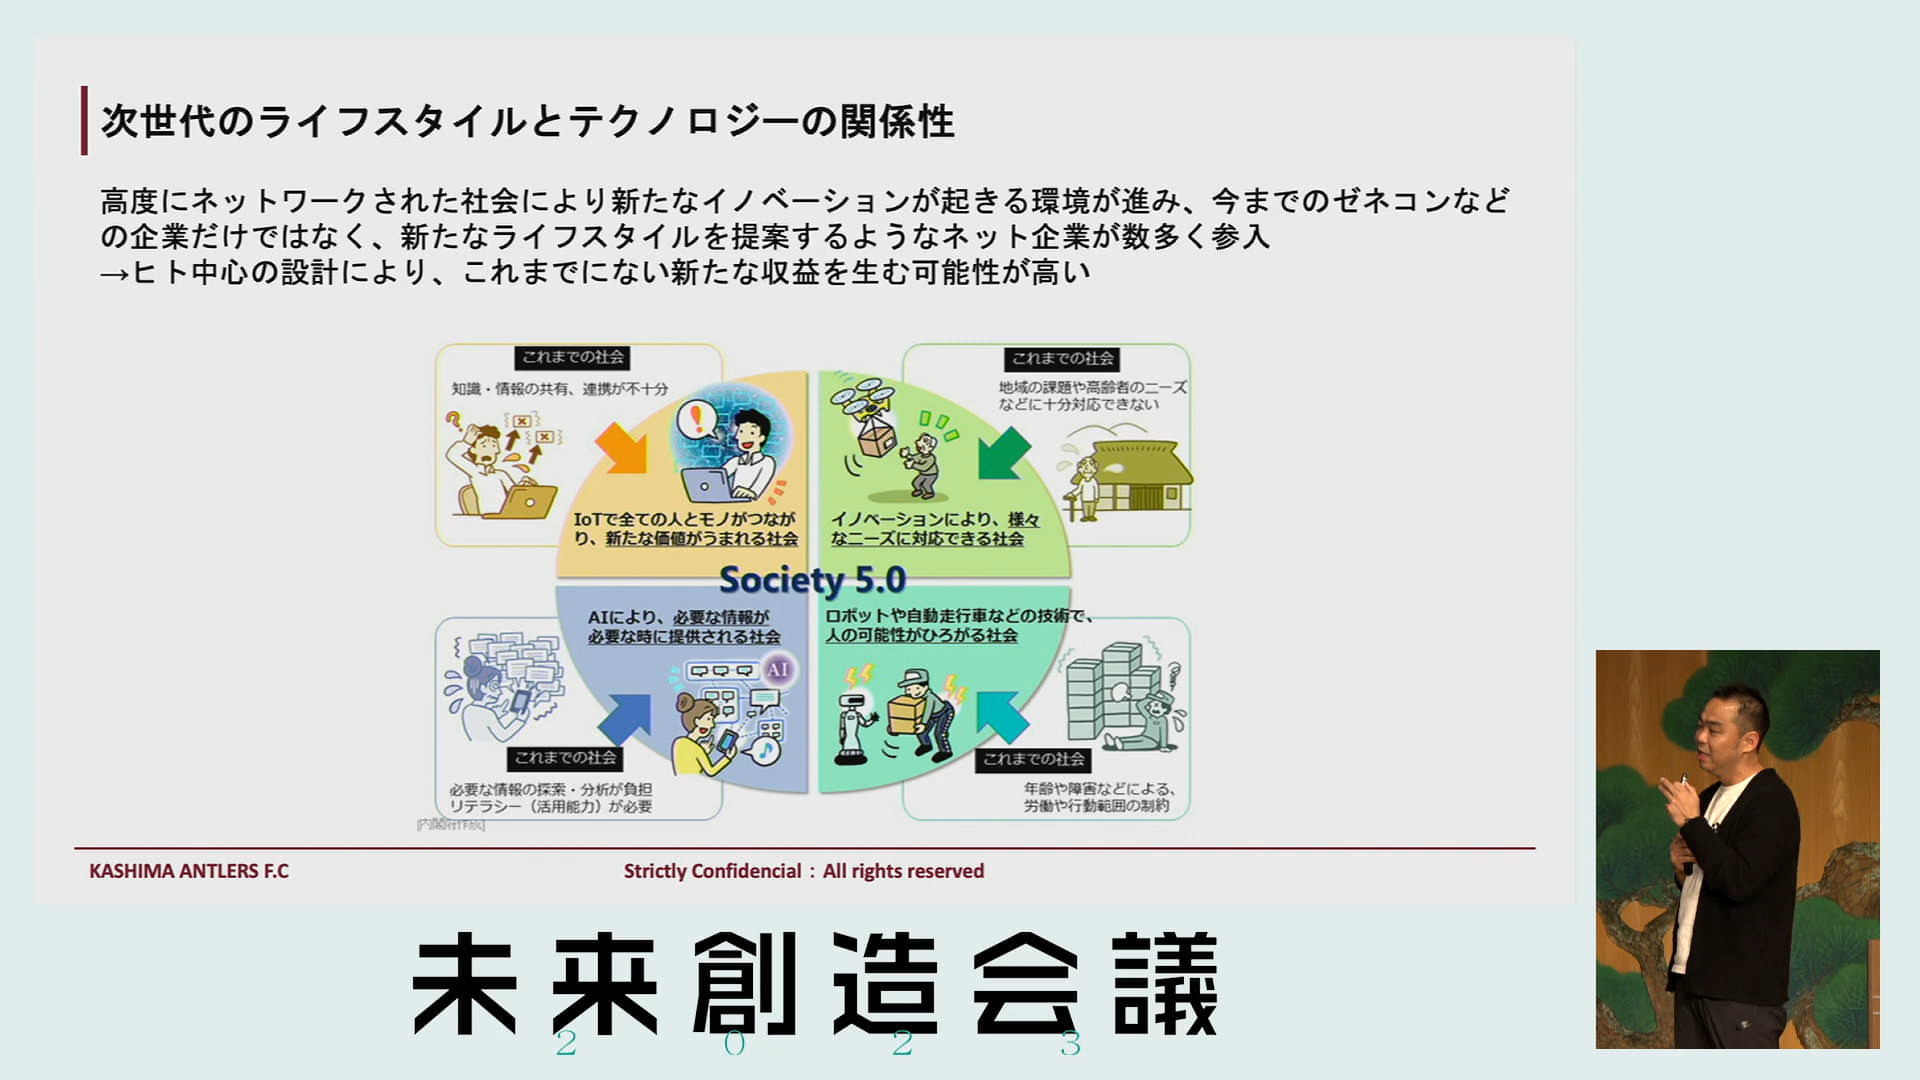 次世代のライフスタイルとテクノロジーの関係性
高度にネットワークされた社会により新たなイノベーションが起きる環境が進み、今までのゼネコンなど
の企業だけではなく、新たなライフスタイルを提案するようなネット企業が数多く参入
→ヒト中心の設計により、これまでにない新たな収益を生む可能性が高い
これまでの社会
知識・情報の共有、連携が不十分
IoTで全ての人とモノがつなが
り、新たな価値がうまれる社会
これまでの社会
地域の課題や高齢者のニーズ
などに十分対応できない
イノベーションにより、様々
なニーズに対応できる社会
Society 5.0
AIにより、必要な情報が
必要な時に提供される社会
AI
これまでの社会
必要な情報の探索・分析が負担
リテラシー（活用能力）が必要
ロボットや自動走行車などの技術で、
人の可能性がひろがる社会
これまでの社会
年齢や障害などによる、
労働や行動範囲の制約
KASHIMA ANTLERS F.C
Strictly Confidencial：All rights reserved
未来創造会議
2023